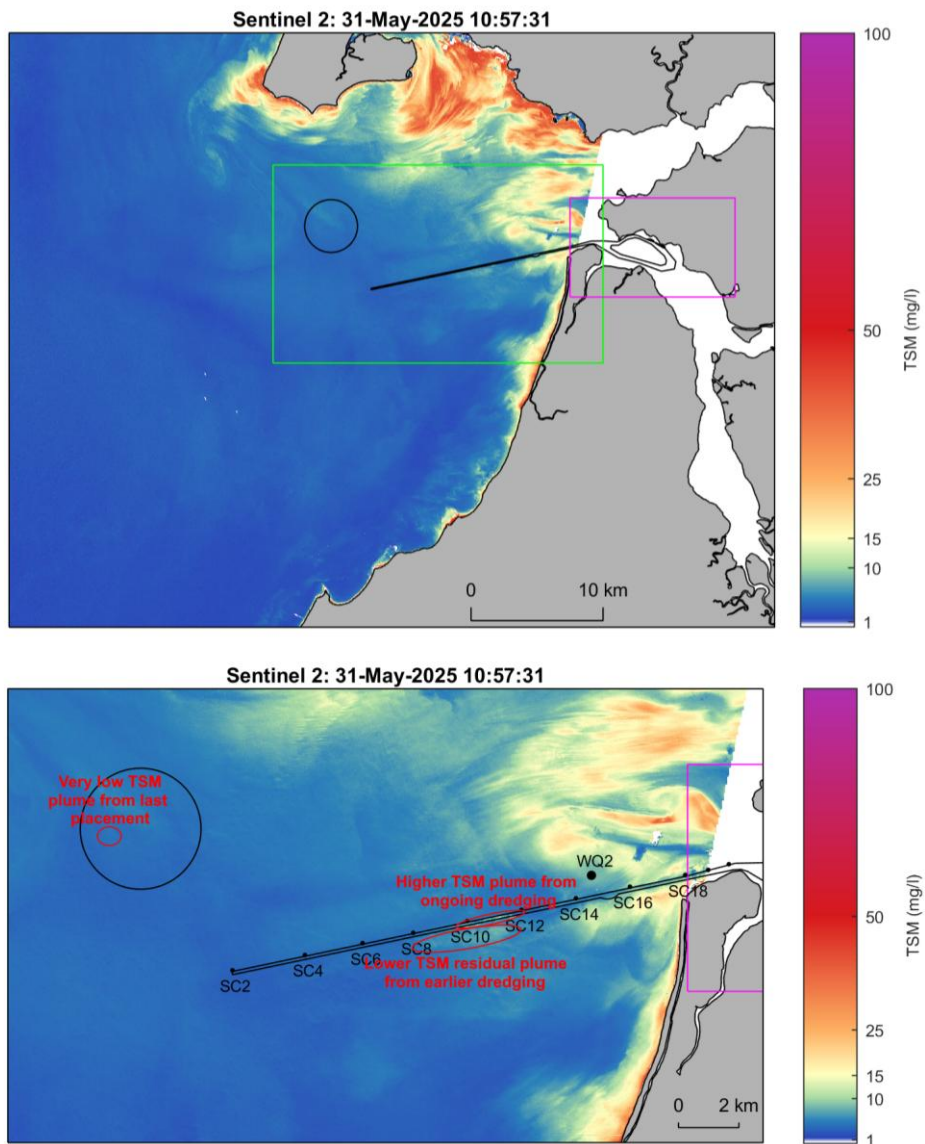 Sentinel 2: 31-May-2025 10:57:31
100
50
25
15
10
1
TSM (mg/l)
0 10 km
Sentinel 2: 31-May-2025 10:57:31
Very low TSM
plume from last
placement
WQ2
Higher TSM plume from
ongoing dredging
SC18
SC16
SC14
SC12
SC10
SC8
SC6
SC4
SC2
Lower TSM residual plume
from earlier dredging
0 2 km
100
50
25
15
10
1
TSM (mg/l)